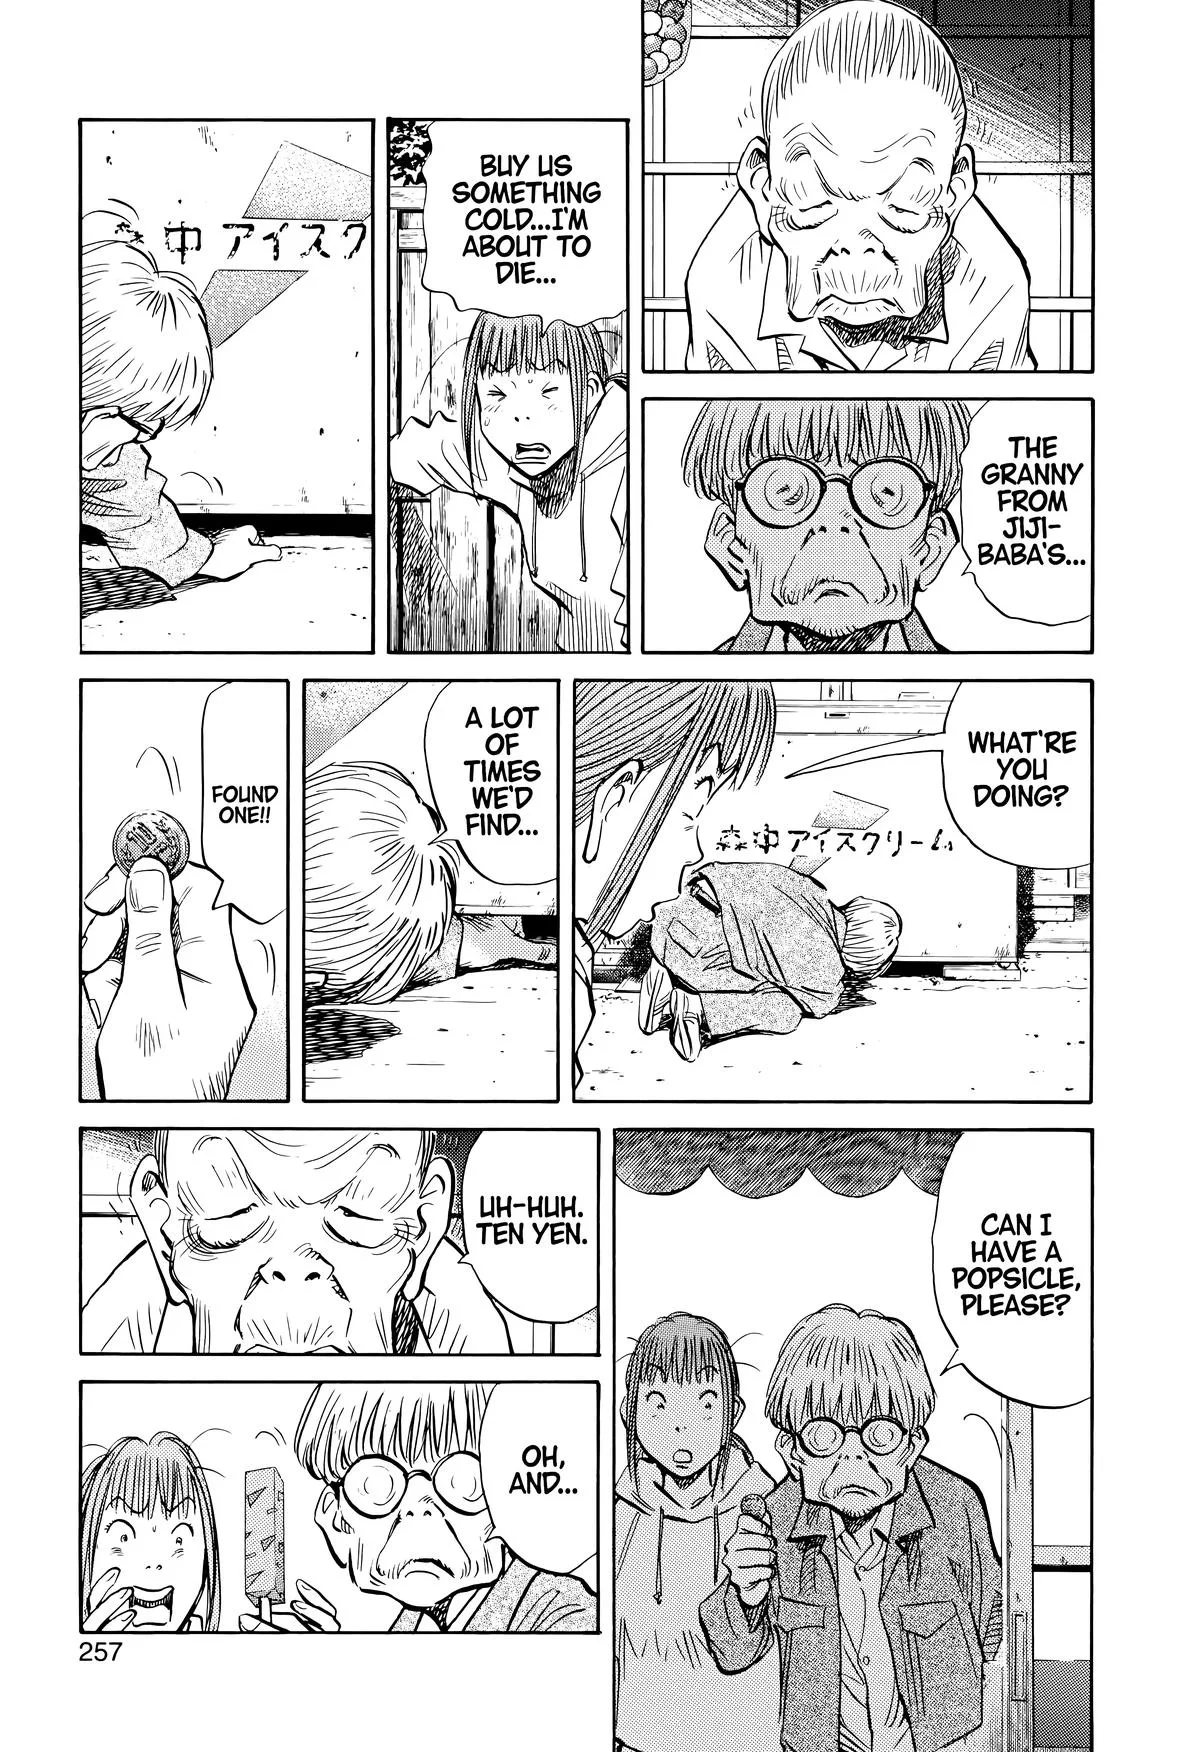 THE
GRANNY
FROM
JIJI-
BABA'S...
BUY US
SOMETHING
COLD...I'M
ABOUT TO
DIE...
森中アイスク
WHAT'RE
YOU
DOING?
森中アイスクリーム
A LOT
OF
TIMES
WE'D
FIND...
FOUND
ONE!!
CAN I
HAVE A
POPSICLE,
PLEASE?
UH-HUH.
TEN YEN.
OH,
AND...
257